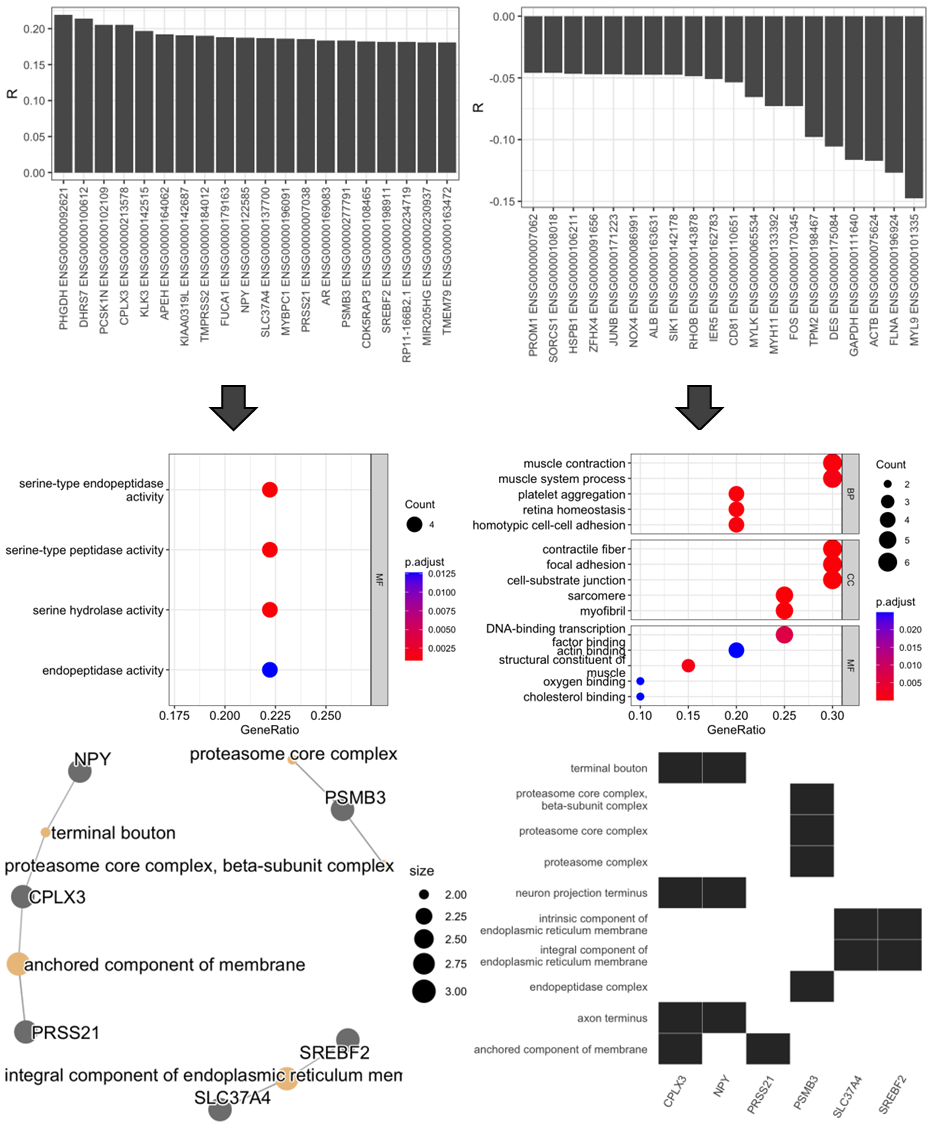 R
0.20
0.15
0.10
0.05
0.00
PHGDH ENSG00000092621
DHRS7 ENSG00000100612
PCSK1N ENSG00000102109
CPLX3 ENSG00000213578
KLK3 ENSG00000142515
APEH ENSG00000164062
KIAA0319L ENSG00000142687
TMPRSS2 ENSG00000184012
FUCA1 ENSG00000179163
NPY ENSG00000122585
SLC37A4 ENSG00000137700
MYBPC1 ENSG00000196091
PRSS21 ENSG00000007038
AR ENSG00000169083
PSMB3 ENSG00000277791
CDK5RAP3 ENSG00000108465
SREBF2 ENSG00000198911
RP11-166B2.1 ENSG00000234719
MIR205HG ENSG00000230937
TMEM79 ENSG00000163472
R
0.00
-0.05
-0.10
-0.15
PROM1 ENSG00000007062
SORCS1 ENSG00000108018
HSPB1 ENSG00000106211
ZFHX4 ENSG00000091656
JUNB ENSG00000171223
NOX4 ENSG00000086991
ALB ENSG00000163631
SIK1 ENSG00000142178
RHOB ENSG00000143878
IER5 ENSG00000162783
CD81 ENSG00000110651
MYLK ENSG00000065534
MYH11 ENSG00000133392
FOS ENSG00000170345
TPM2 ENSG00000198467
DES ENSG00000175084
GAPDH ENSG00000111640
ACTB ENSG00000075624
FLNA ENSG00000196924
MYL9 ENSG00000101335
serine-type endopeptidase
activity
serine-type peptidase activity
serine hydrolase activity
endopeptidase activity
MF
0.175
0.200
0.225
0.250
GeneRatio
Count
4
p.adjust
0.0125
0.0100
0.0075
0.0050
0.0025
muscle contraction
muscle system process
platelet aggregation
retina homeostasis
homotypic cell-cell adhesion
BP
contractile fiber
focal adhesion
cell-substrate junction
sarcomere
myofibril
CC
DNA-binding transcription
factor binding
actin binding
structural constituent of
muscle
oxygen binding
cholesterol binding
MF
0.10
0.15
0.20
0.25
0.30
GeneRatio
Count
2
3
4
5
6
p.adjust
0.020
0.015
0.010
0.005
NPY
proteasome core complex
PSMB3
terminal bouton
proteasome core complex, beta-subunit complex
CPLX3
anchored component of membrane
PRSS21
SREBF2
integral component of endoplasmic reticulum mem
SLC37A4
size
2.00
2.25
2.50
2.75
3.00
terminal bouton
proteasome core complex,
beta-subunit complex
proteasome core complex
proteasome complex
neuron projection terminus
intrinsic component of
endoplasmic reticulum membrane
integral component of
endoplasmic reticulum membrane
endopeptidase complex
axon terminus
anchored component of membrane
CPLX3
NPY
PRSS21
PSMB3
SLC37A4
SREBF2